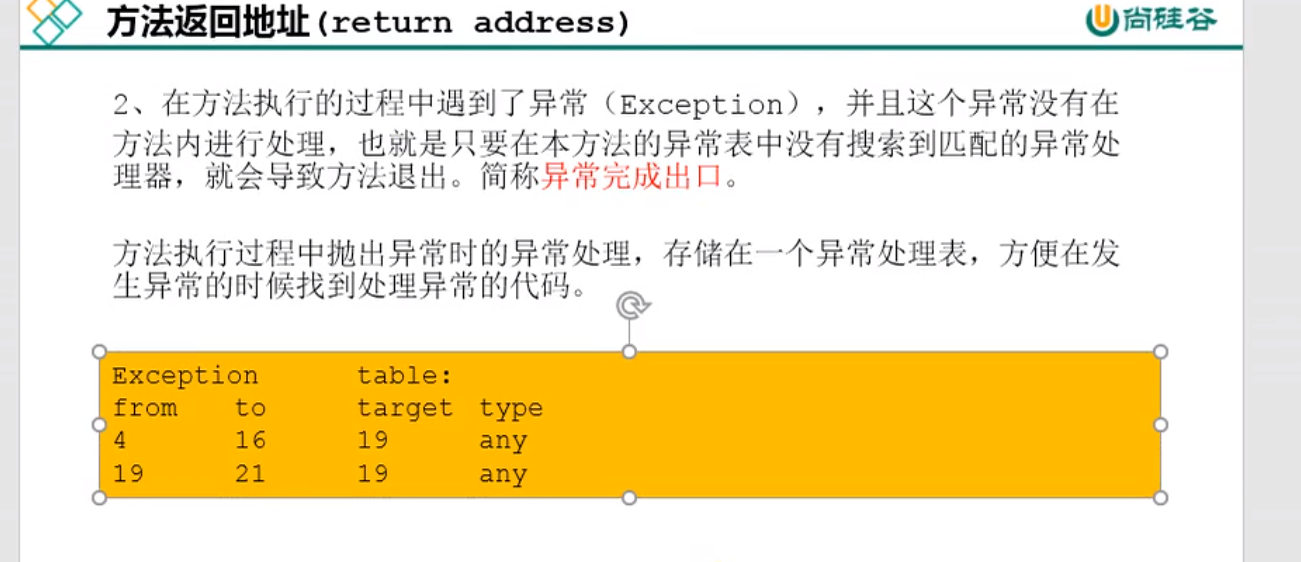 方法返回地址(return address)
尚硅谷
2、在方法执行的过程中遇到了异常（Exception），并且这个异常没有在
方法内进行处理，也就是只要在本方法的异常表中没有搜索到匹配的异常处
理器，就会导致方法退出。简称异常完成出口。
方法执行过程中抛出异常时的异常处理，存储在一个异常处理表，方便在发
生异常的时候找到处理异常的代码。
Exception table:
from to target type
4 16 19 any
19 21 19 any